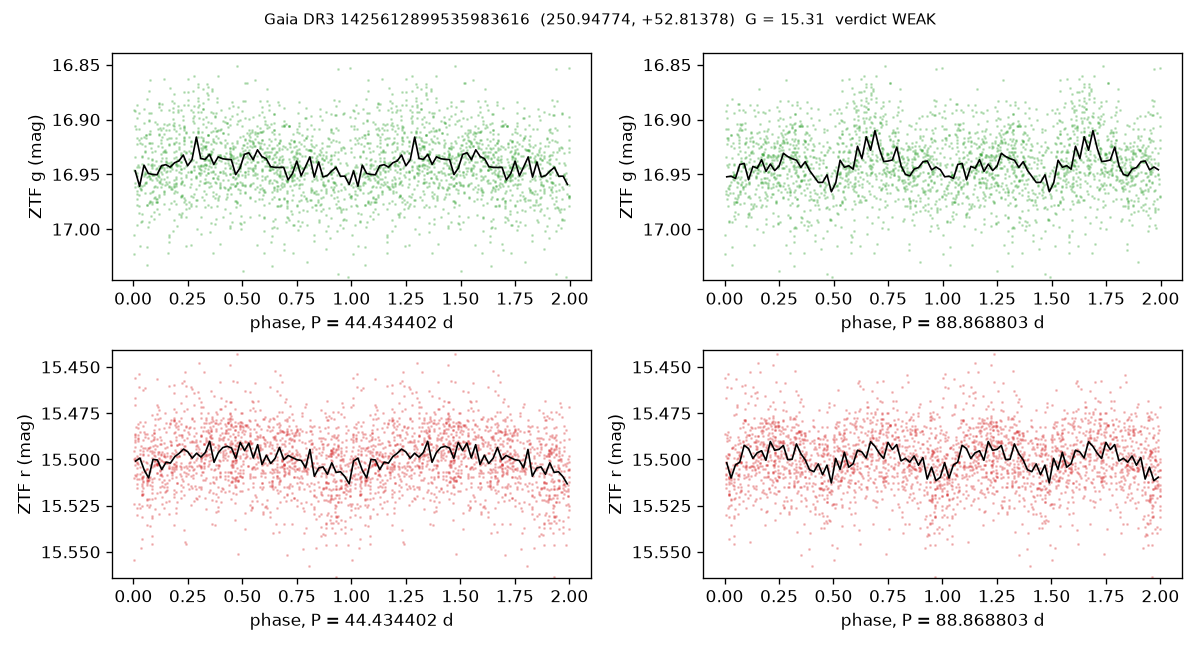 Gaia DR3 1425612899535983616  (250.94774, +52.81378)  G = 15.31  verdict WEAK
ZTF g (mag)
16.85
16.90
16.95
17.00
0.00 0.25 0.50 0.75 1.00 1.25 1.50 1.75 2.00
phase, P = 44.434402 d
ZTF g (mag)
16.85
16.90
16.95
17.00
0.00 0.25 0.50 0.75 1.00 1.25 1.50 1.75 2.00
phase, P = 88.868803 d
ZTF r (mag)
15.450
15.475
15.500
15.525
15.550
0.00 0.25 0.50 0.75 1.00 1.25 1.50 1.75 2.00
phase, P = 44.434402 d
ZTF r (mag)
15.450
15.475
15.500
15.525
15.550
0.00 0.25 0.50 0.75 1.00 1.25 1.50 1.75 2.00
phase, P = 88.868803 d